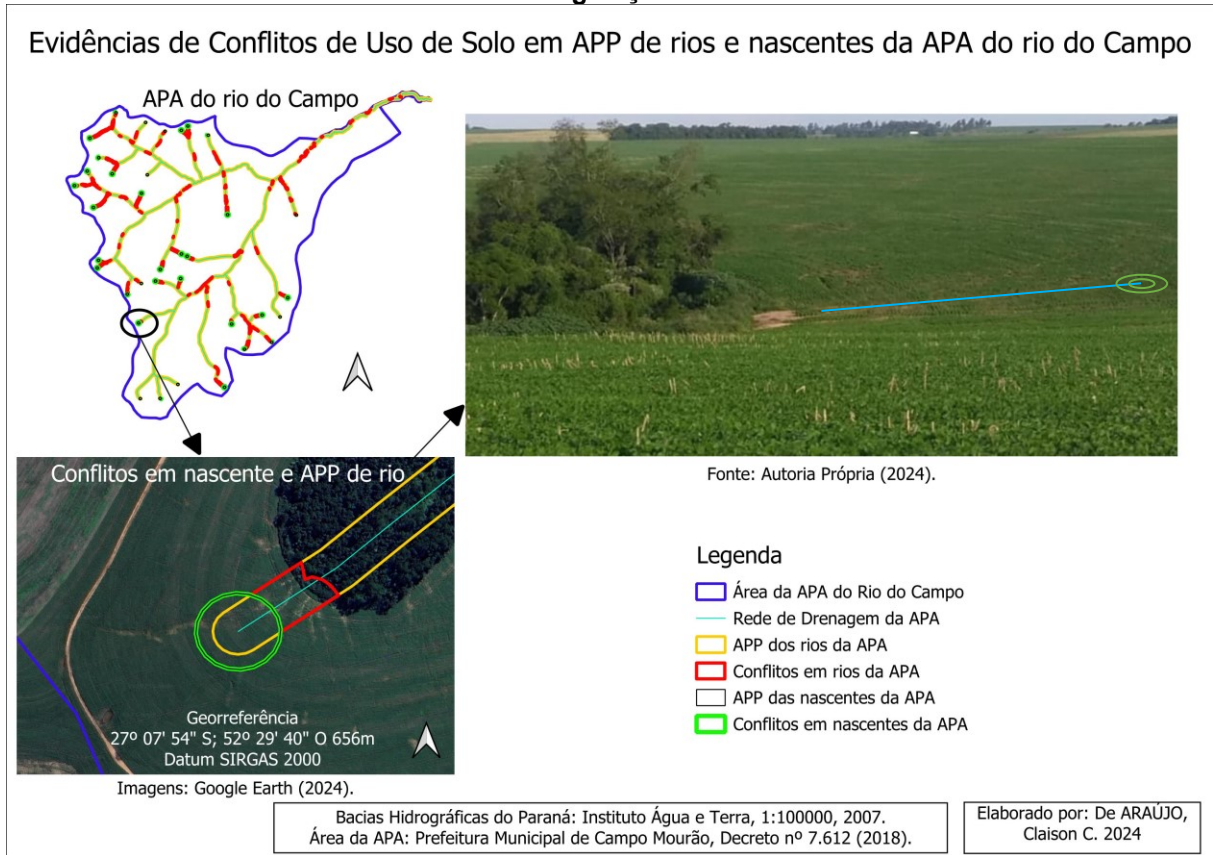 Evidências de Conflitos de Uso de Solo em APP de rios e nascentes da APA do rio do Campo
APA do rio do Campo
Fonte: Autoria Própria (2024).
Conflitos em nascente e APP de rio
Georreferência
27º 07' 54" S; 52º 29' 40" O 656m
Datum SIRGAS 2000
Imagens: Google Earth (2024).
Legenda
Área da APA do Rio do Campo
Rede de Drenagem da APA
APP dos rios da APA
Conflitos em rios da APA
APP das nascentes da APA
Conflitos em nascentes da APA
Bacias Hidrográficas do Paraná: Instituto Água e Terra, 1:100000, 2007.
Área da APA: Prefeitura Municipal de Campo Mourão, Decreto nº 7.612 (2018).
Elaborado por: De ARAÚJO,
Claison C. 2024